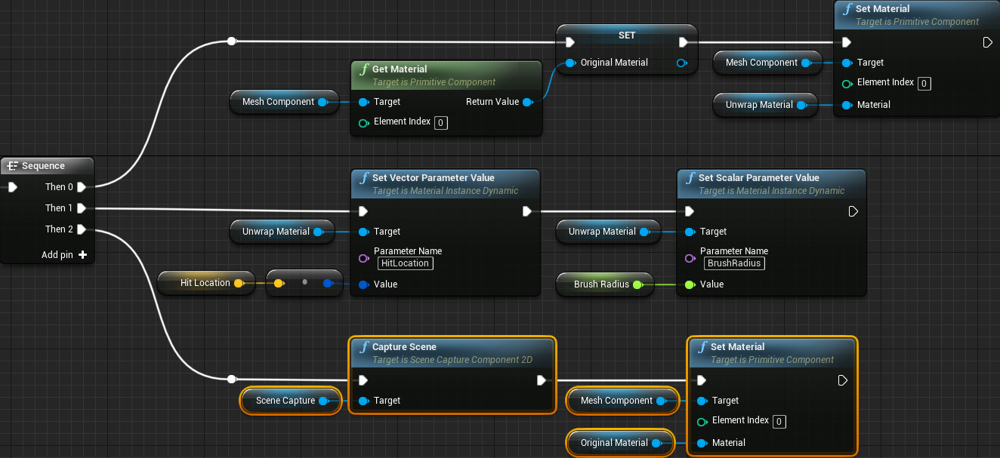 Set Material
Target is Primitive Component
SET
Original Material
Mesh Component
Target
Element Index 0
Unwrap Material
Material
Get Material
Target is Primitive Component
Mesh Component
Target
Return Value
Element Index 0
Sequence
Then 0
Then 1
Then 2
Add pin
Set Vector Parameter Value
Target is Material Instance Dynamic
Unwrap Material
Target
Parameter Name
HitLocation
Hit Location
Value
Set Scalar Parameter Value
Target is Material Instance Dynamic
Unwrap Material
Target
Parameter Name
BrushRadius
Brush Radius
Value
Capture Scene
Target is Scene Capture Component 2D
Scene Capture
Target
Set Material
Target is Primitive Component
Mesh Component
Target
Element Index 0
Original Material
Material